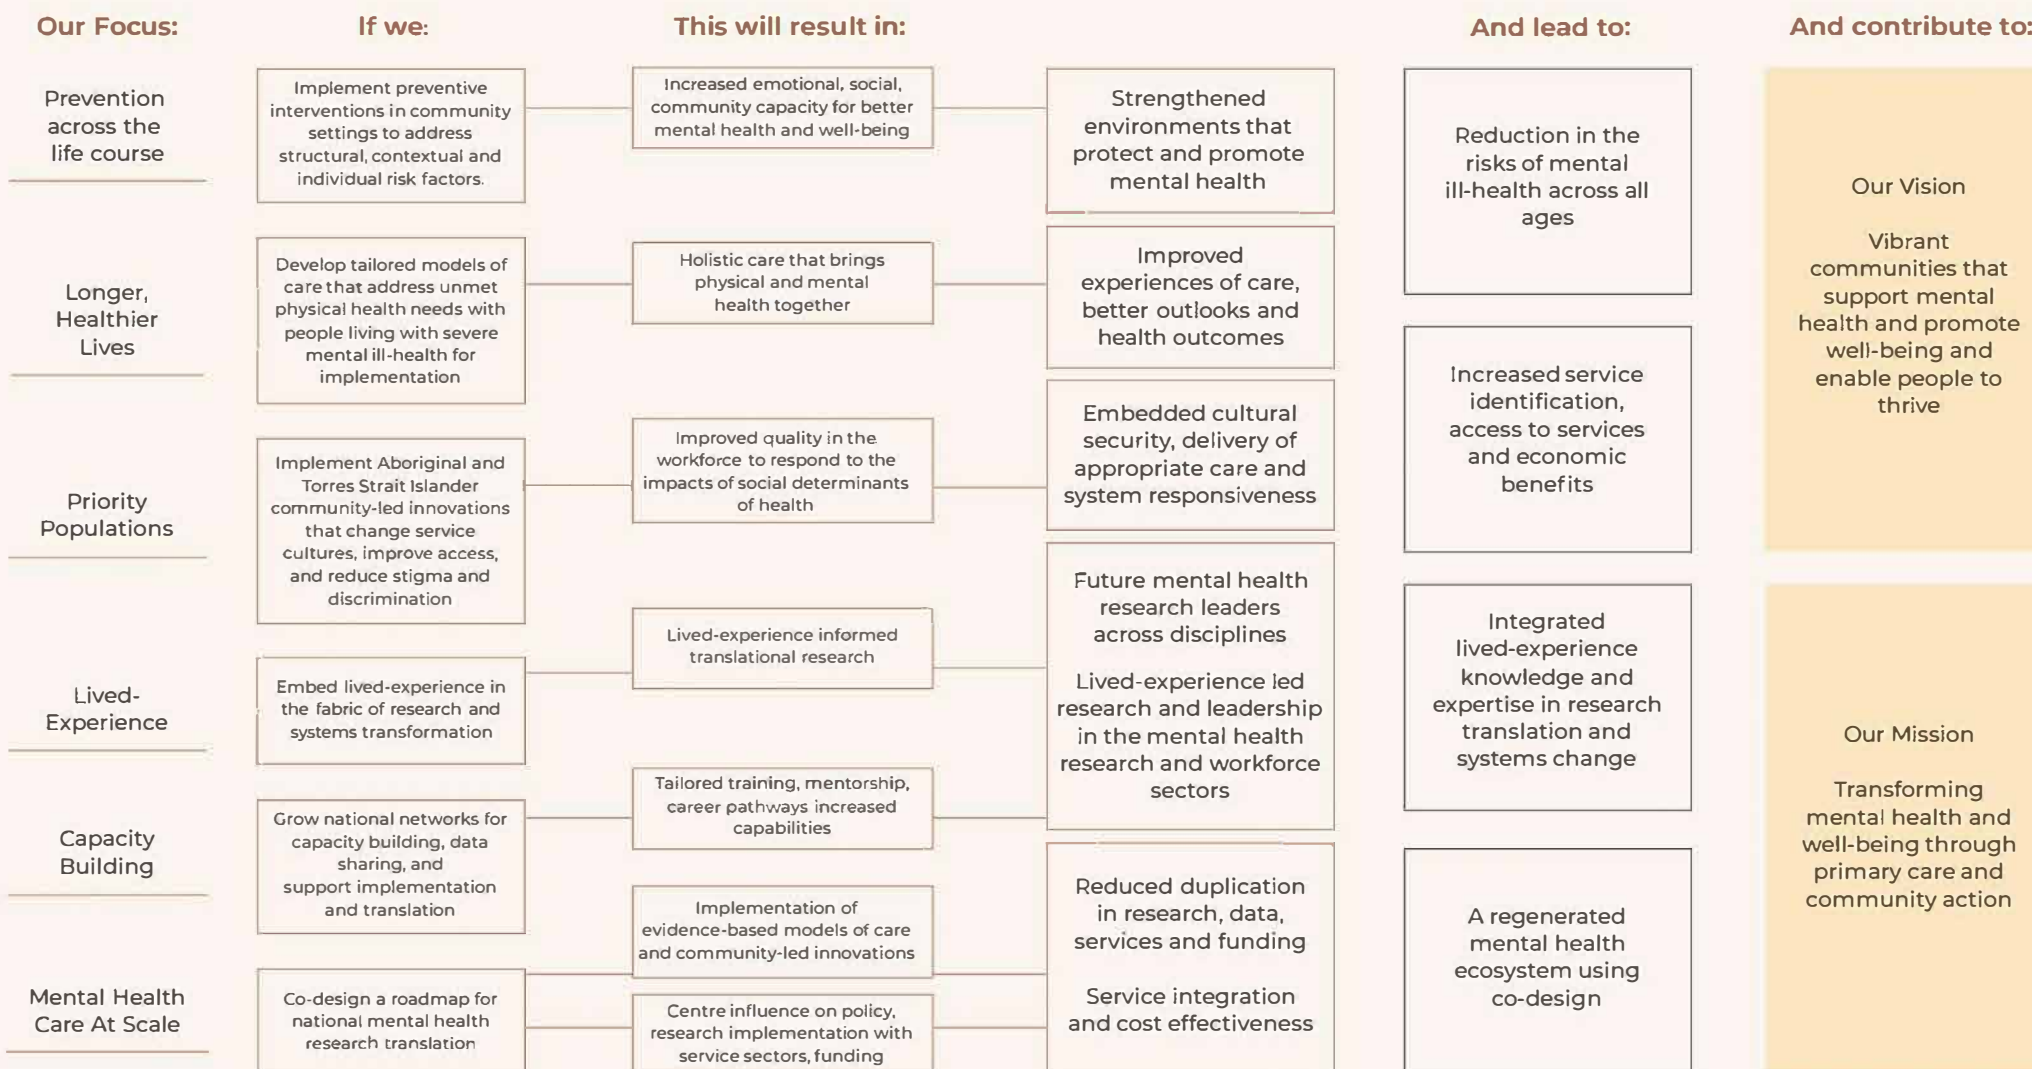 Our Focus:
If we:
This will result in:
And lead to:
And contribute to:
Prevention
across the
life course
Implement preventive
interventions in community
settings to address
structural, contextual and
individual risk factors.
Increased emotional, social,
community capacity for better
mental health and well-being
Strengthened
environments that
protect and promote
mental health
Longer,
Healthier
Lives
Develop tailored models of
care that address unmet
physical health needs with
people living with severe
mental ill-health for
implementation
Holistic care that brings
physical and mental
health together
Improved
experiences of care,
better outlooks and
health outcomes
Priority
Populations
Implement Aboriginal and
Torres Strait Islander
community-led innovations
that change service
cultures, improve access,
and reduce stigma and
discrimination
Improved quality in the
workforce to respond to the
impacts of social determinants
of health
Embedded cultural
security, delivery of
appropriate care and
system responsiveness
Lived-
Experience
Embed lived-experience in
the fabric of research and
systems transformation
Lived-experience informed
translational research
Future mental health
research leaders
across disciplines
Lived-experience led
research and leadership
in the mental health
research and workforce
sectors
Capacity
Building
Grow national networks for
capacity building, data
sharing, and
support implementation
and translation
Tailored training, mentorship,
career pathways increased
capabilities
Mental Health
Care At Scale
Co-design a roadmap for
national mental health
research translation
Implementation of
evidence-based models of care
and community-led innovations
Centre influence on policy,
research implementation with
service sectors, funding
Reduced duplication
in research, data,
services and funding
Service integration
and cost effectiveness
Reduction in the
risks of mental
ill-health across all
ages
Increased service
identification,
access to services
and economic
benefits
Integrated
lived-experience
knowledge and
expertise in research
translation and
systems change
A regenerated
mental health
ecosystem using
co-design
Our Vision
Vibrant
communities that
support mental
health and promote
well-being and
enable people to
thrive
Our Mission
Transforming
mental health and
well-being through
primary care and
community action